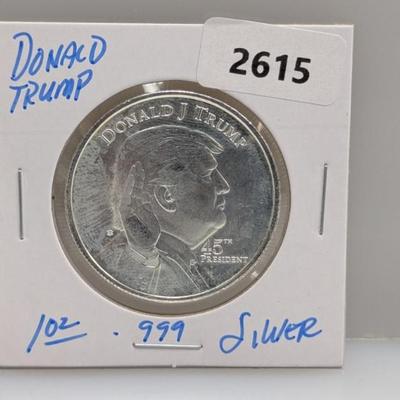 DONALD
TRUMP
2615
DONALD J TRUMP
45TH
PRESIDENT
1oz .999 SILVER